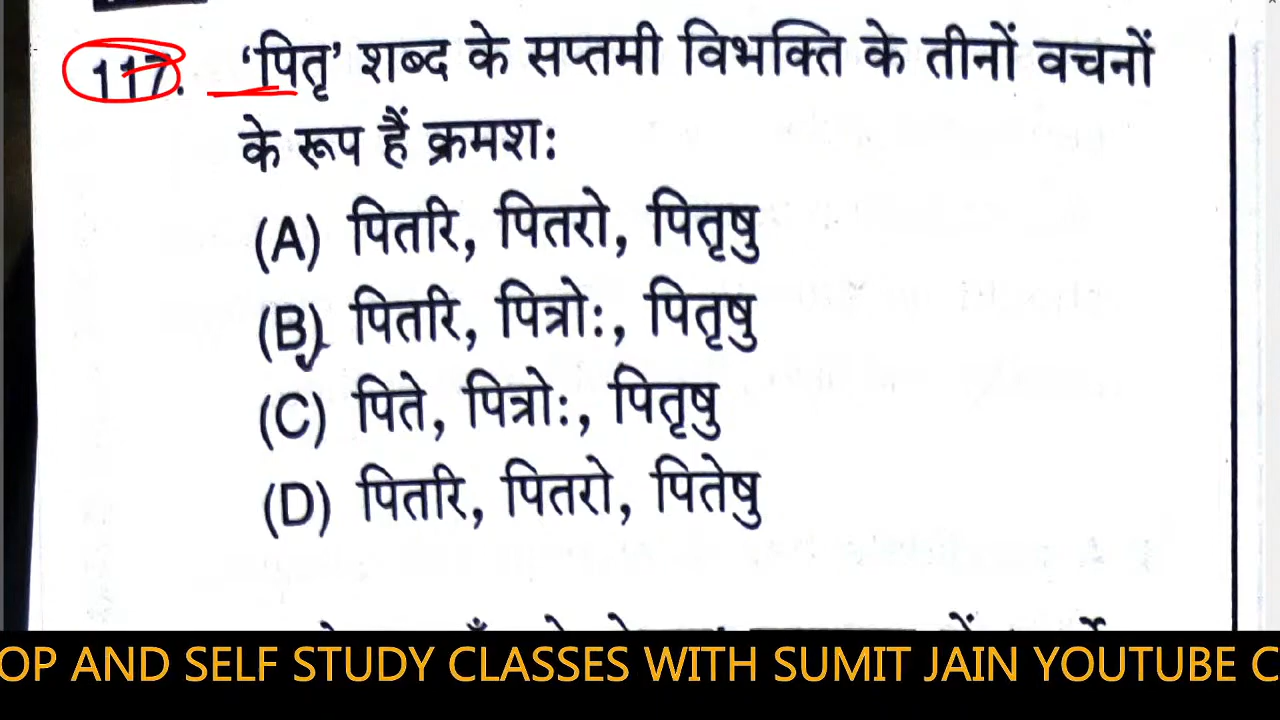 117. 'पितृ' शब्द के सप्तमी विभक्ति के तीनों वचनों
के रूप हैं क्रमशः
(A) पितरि, पितरो, पितृषु
(B) पितरि, पित्रोः, पितृषु
(C) पिते, पित्रोः, पितृषु
(D) पितरि, पितरो, पितेषु
OP AND SELF STUDY CLASSES WITH SUMIT JAIN YOUTUBE C